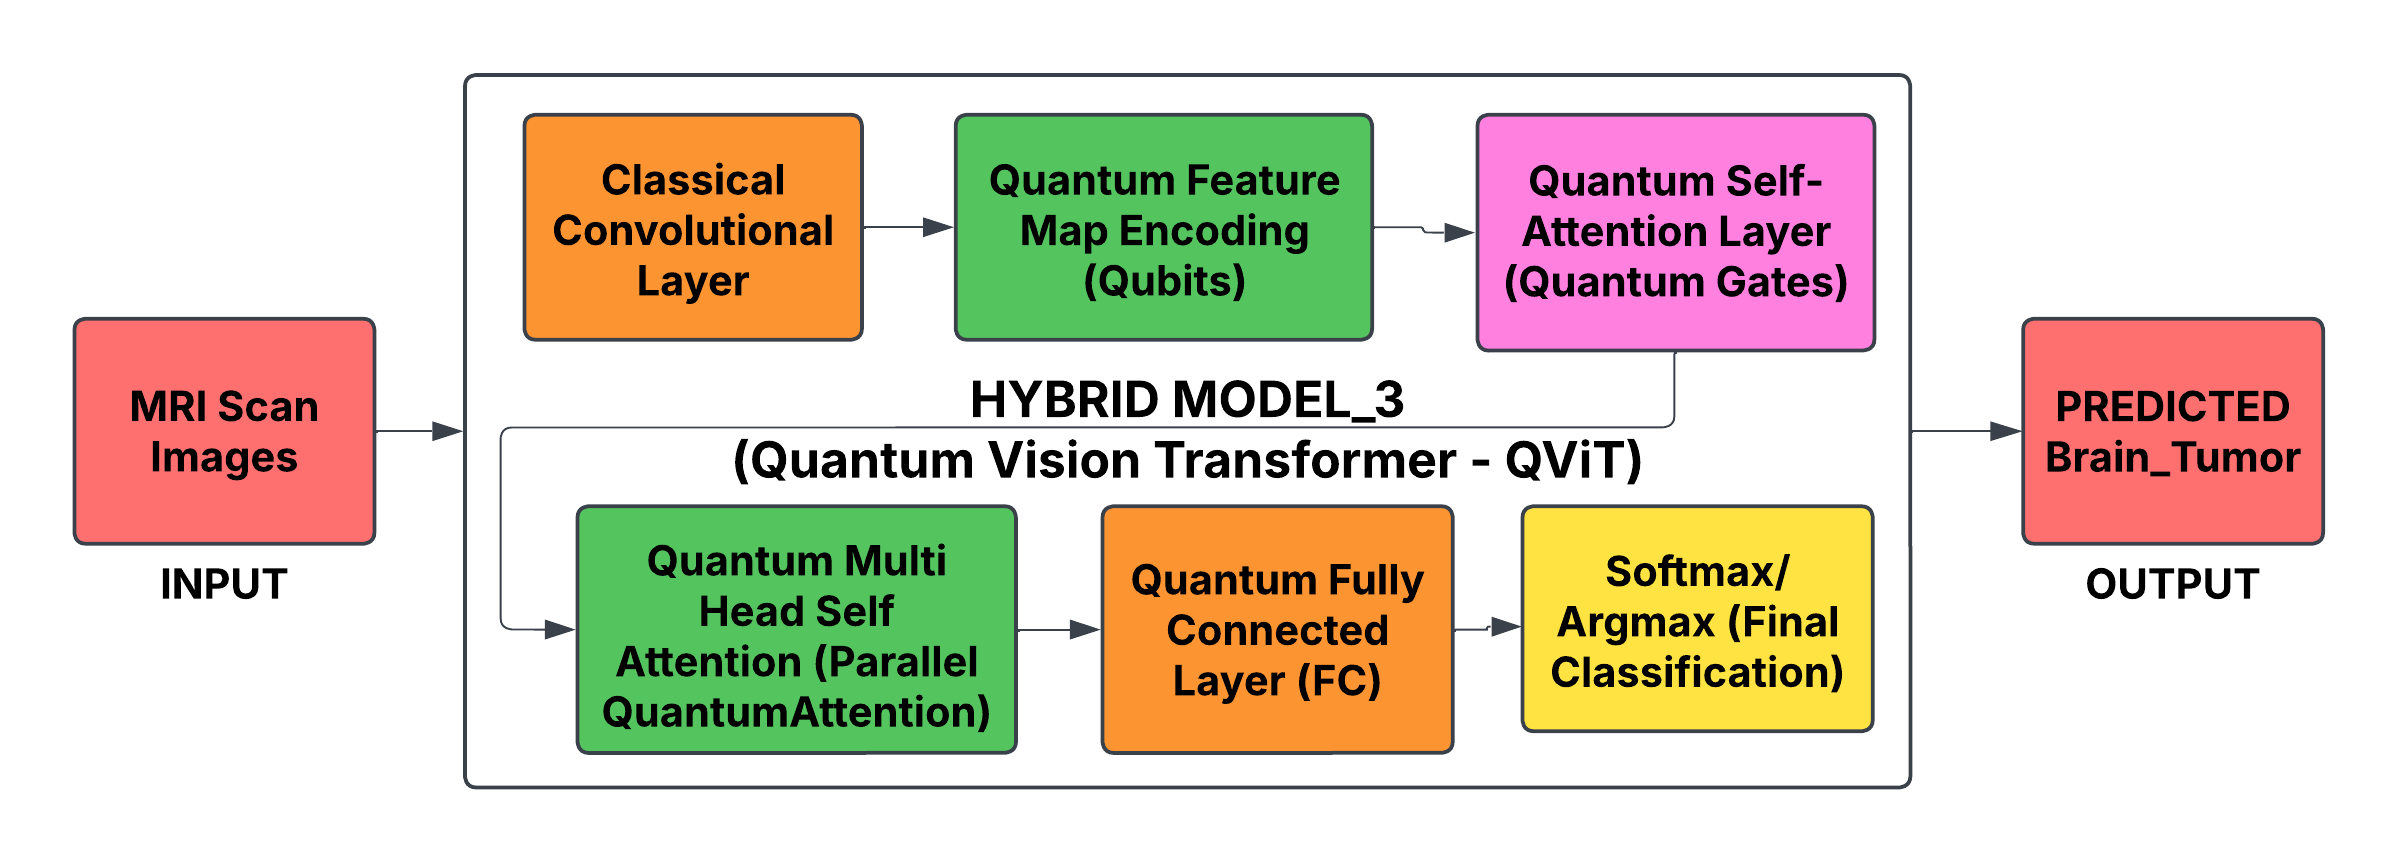 MRI Scan
Images
INPUT
Classical
Convolutional
Layer
Quantum Feature
Map Encoding
(Qubits)
Quantum Self-
Attention Layer
(Quantum Gates)
HYBRID MODEL_3
(Quantum Vision Transformer - QViT)
Quantum Multi
Head Self
Attention (Parallel
QuantumAttention)
Quantum Fully
Connected
Layer (FC)
Softmax/
Argmax (Final
Classification)
PREDICTED
Brain_Tumor
OUTPUT